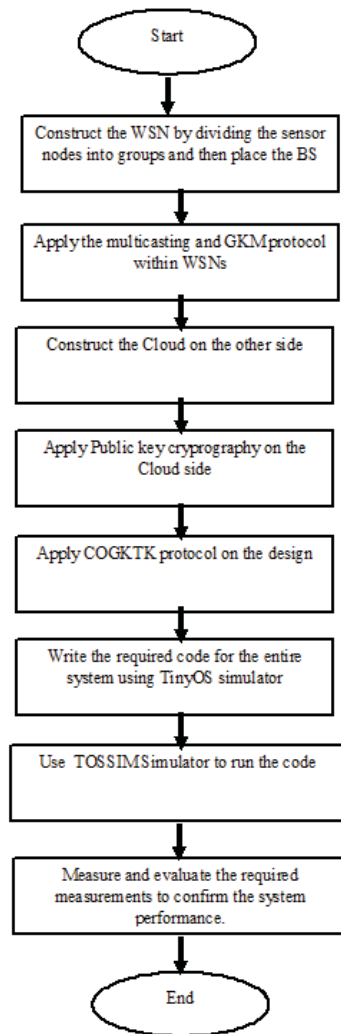 Start
Construct the WSN by dividing the sensor
nodes into groups and then place the BS
Apply the multicasting and GKM protocol
within WSNs
Construct the Cloud on the other side
Apply Public key cryprography on the
Cloud side
Apply COGKTK protocol on the design
Write the required code for the entire
system using TinyOS simulator
Use TOSSIM Simulator to run the code
Measure and evaluate the required
measurements to confirm the system
performance.
End